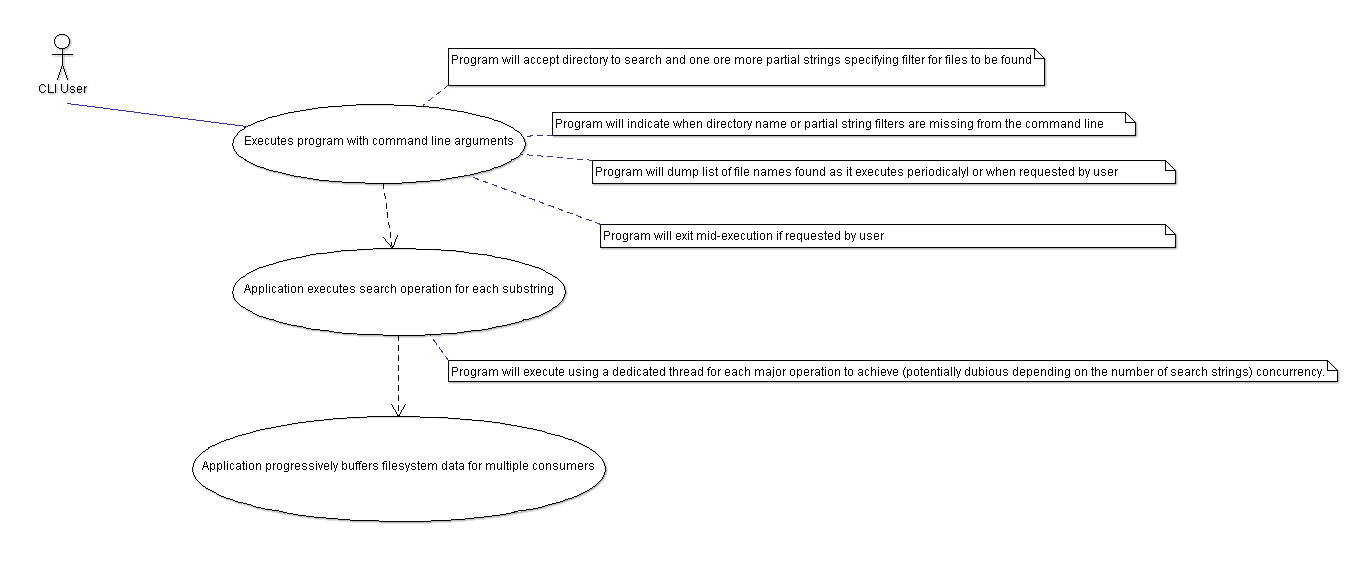 CLI User
Program will accept directory to search and one ore more partial strings specifying filter for files to be found
Program will indicate when directory name or partial string filters are missing from the command line
Executes program with command line arguments
Program will dump list of file names found as it executes periodicalyl or when requested by user
Program will exit mid-execution if requested by user
Application executes search operation for each substring
Program will execute using a dedicated thread for each major operation to achieve (potentially dubious depending on the number of search strings) concurrency.
Application progressively buffers filesystem data for multiple consumers